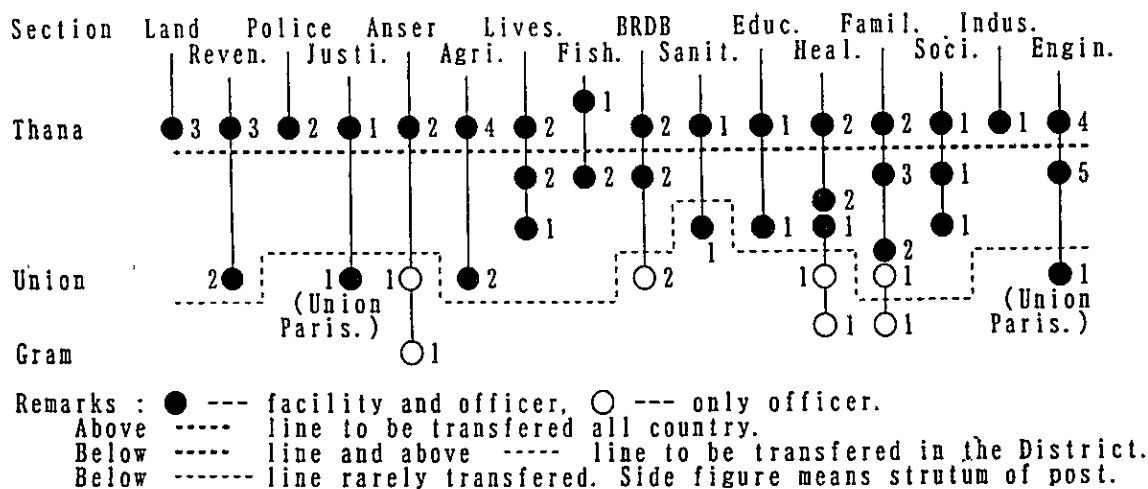 Section Land Police Anser Lives. BRDB Educ. Famil. Indus.
Reven. Justi. Agri. Fish. Sanit. Heal. Soci. Engin.
1
Thana 3 3 2 1 2 4 2 2 1 1 2 2 1 1 4
2 2 2 3 1 5
2
1 1 1 1 1
2
Union 2 1 1 2 2 1 1 1
(Union Paris.) (Union Paris.)
1 1
Gram 1
Remarks : ● --- facility and officer, ○ --- only officer.
Above ----- line to be transfered all country.
Below ----- line and above ----- line to be transfered in the District.
Below ------- line rarely transfered. Side figure means strutum of post.